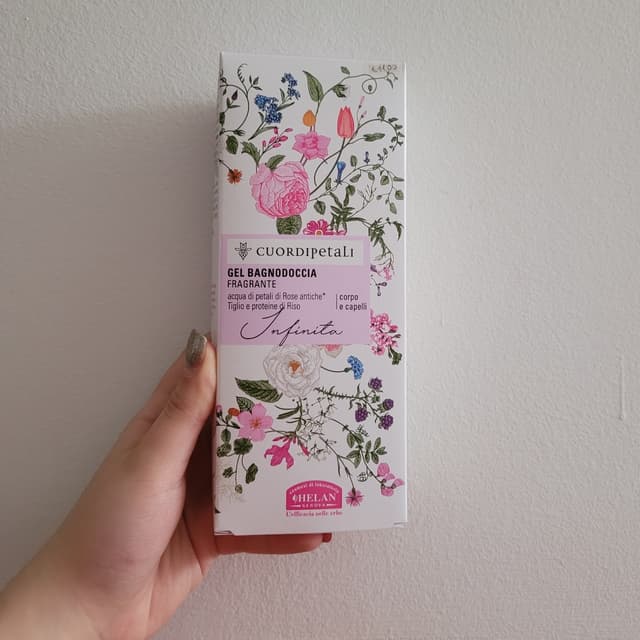 CUORDIPETALI
GEL BAGNODOCCIA
FRAGRANTE
acqua di petali di Rose antiche*
Tiglio e proteine di Riso
corpo
e capelli
Infinita
HELAN
GENOVA
L'efficacia nelle erbe